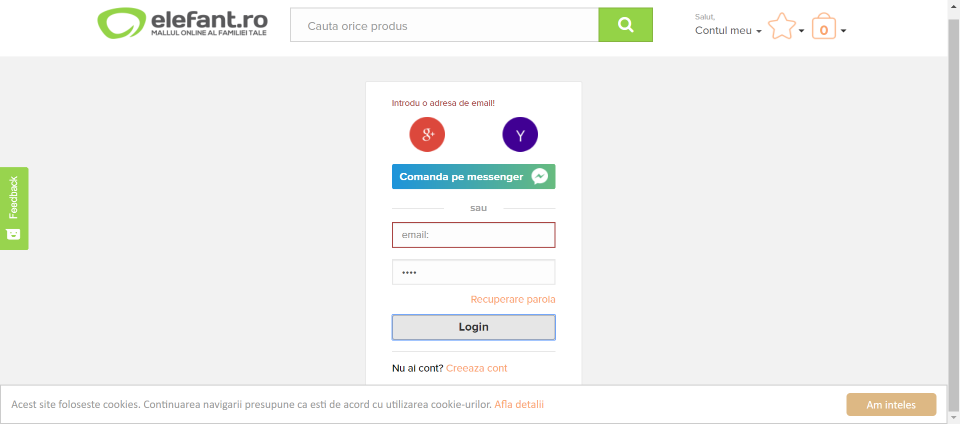 elefant.ro
MALLUL ONLINE AL FAMILIEI TALE
Cauta orice produs
Salut,
Contul meu
0
Introdu o adresa de email!
g+
Y
Comanda pe messenger
sau
email:
••••
Recuperare parola
Login
Nu ai cont? Creeaza cont
Feedback
Acest site foloseste cookies. Continuarea navigarii presupune ca esti de acord cu utilizarea cookie-urilor. Afla detalii
Am inteles